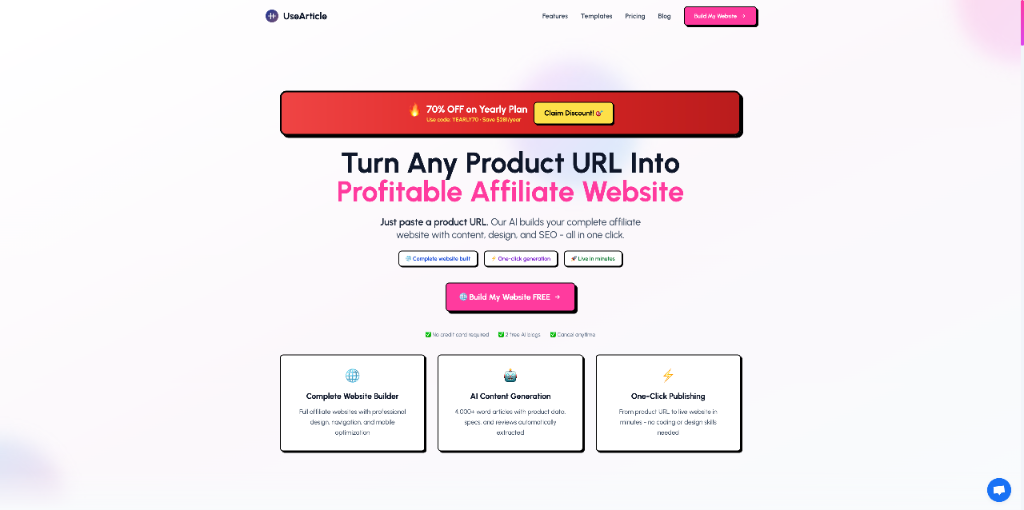 UseArticle
Features
Templates
Pricing
Blog
Build My Website →
70% OFF on Yearly Plan
Use code: YEARLY70 • Save $281/year
Claim Discount!
Turn Any Product URL Into
Profitable Affiliate Website
Just paste a product URL. Our AI builds your complete affiliate
website with content, design, and SEO - all in one click.
Complete website built
One-click generation
Live in minutes
Build My Website FREE →
No credit card required
2 free AI blogs
Cancel anytime
Complete Website Builder
Full affiliate websites with professional
design, navigation, and mobile
optimization
AI Content Generation
4,000+ word articles with product data,
specs, and reviews automatically
extracted
One-Click Publishing
From product URL to live website in
minutes - no coding or design skills
needed